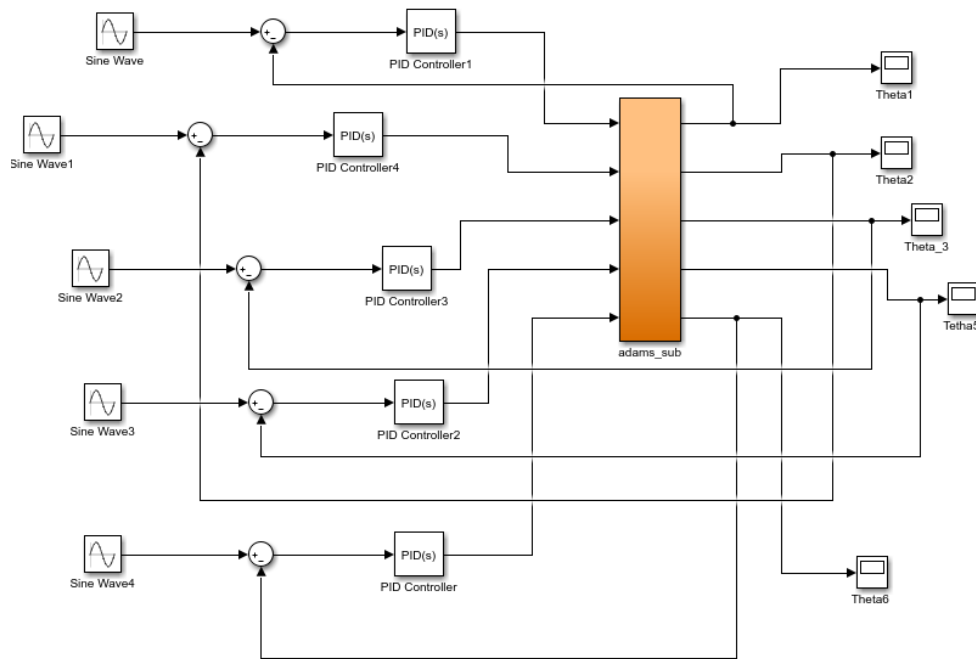 Sine Wave
+
−
PID(s)
PID Controller1
Theta1
Sine Wave1
+
−
PID(s)
PID Controller4
Theta2
Theta_3
Sine Wave2
+
−
PID(s)
PID Controller3
Tetha5
adams_sub
Sine Wave3
+
−
PID(s)
PID Controller2
Sine Wave4
+
−
PID(s)
PID Controller
Theta6